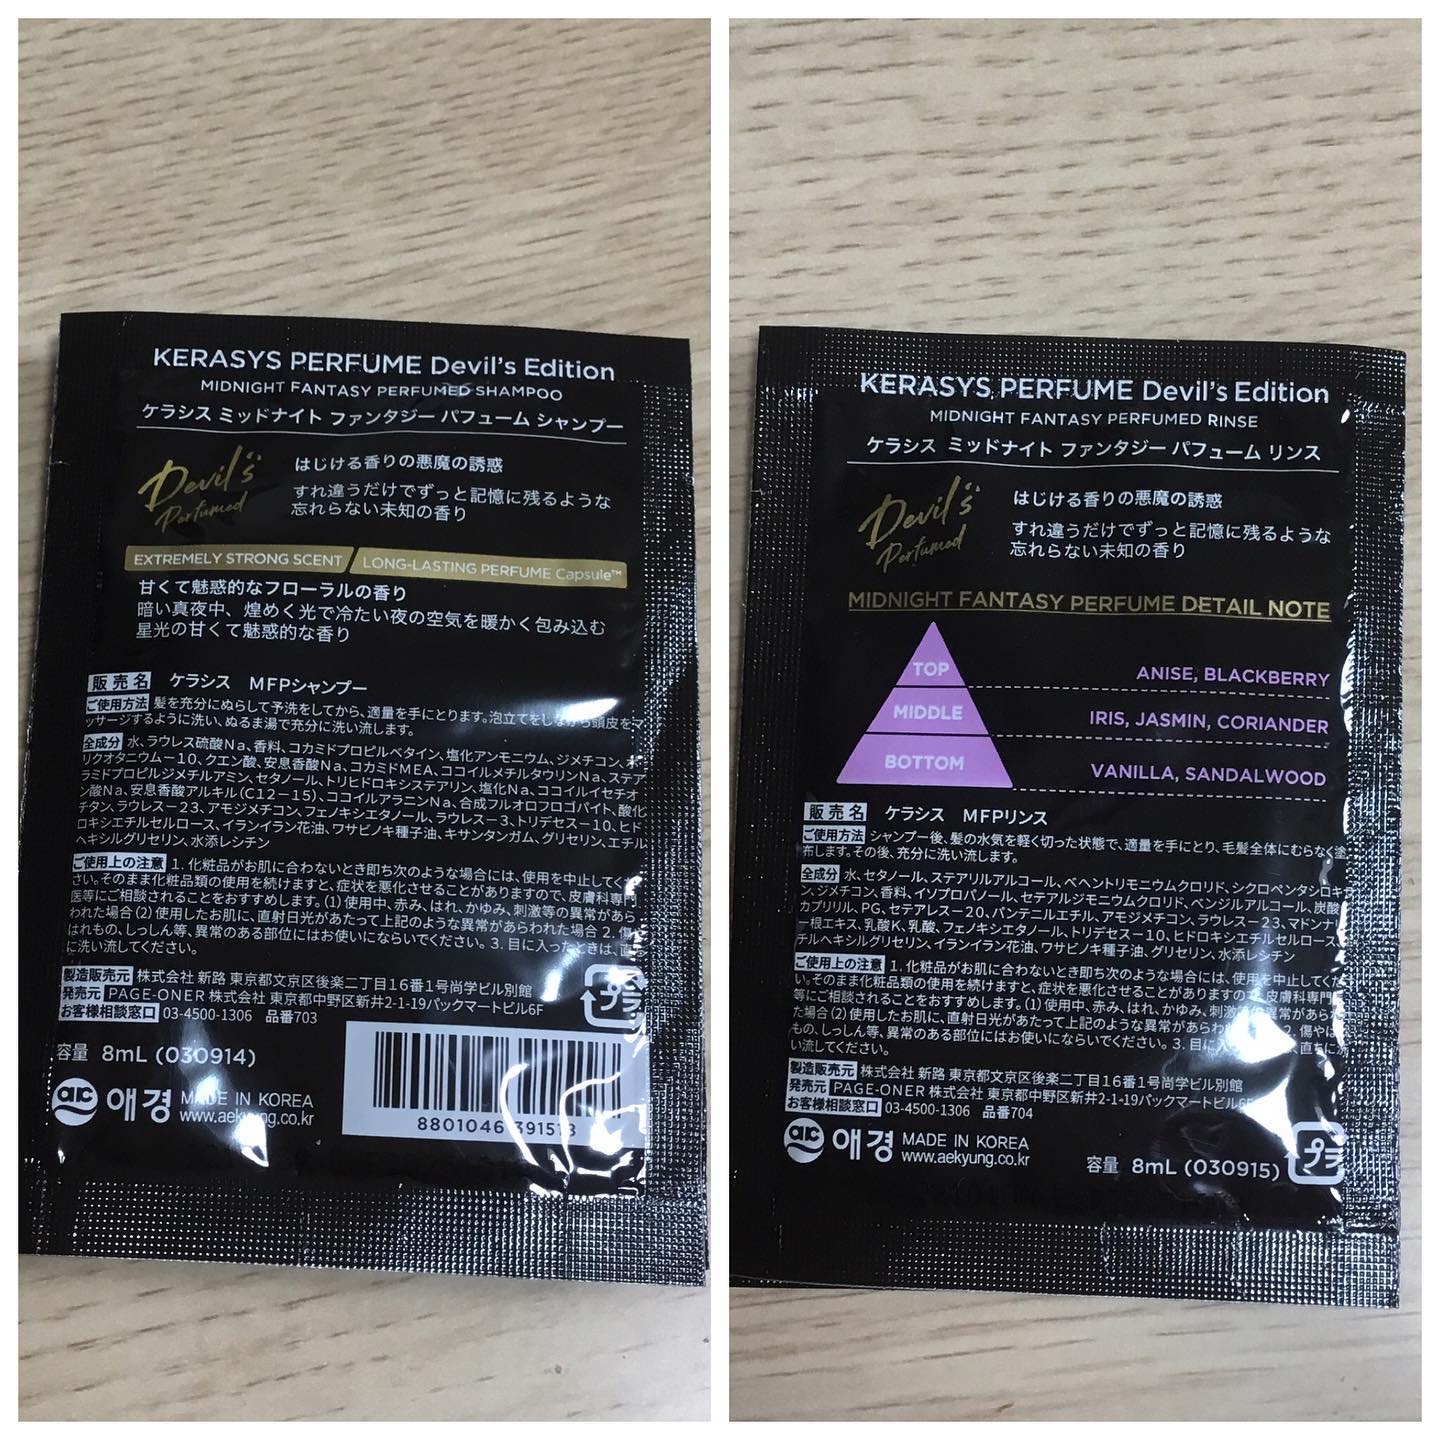 KERASYS PERFUME Devil's Edition
MIDNIGHT FANTASY PERFUMED SHAMPOO
ケラシス ミッドナイト ファンタジー パフューム シャンプー
Devil's
Perfumed
はじける香りの悪魔の誘惑
すれ違うだけでずっと記憶に残るような
忘れらない未知の香り
EXTREMELY STRONG SCENT / LONG-LASTING PERFUME Capsule™
甘くて魅惑的なフローラルの香り
暗い真夜中、煌めく光で冷たい夜の空気を暖かく包み込む
星光の甘くて魅惑的な香り
販売名 ケラシス MFPシャンプー
ご使用方法 髪を充分にぬらして予洗をしてから、適量を手にとります。泡立てをしながら頭皮をマ
ッサージするように洗い、ぬるま湯で充分に洗い流します。
全成分 水、ラウレス硫酸Na、香料、コカミドプロピルベタイン、塩化アンモニウム、ジメチコン、ポ
リクオタニウムー10、クエン酸、安息香酸Na、コカミドMEA、ココイルメチルタウリンNa、ステア
ラミドプロピルジメチルアミン、セタノール、トリヒドロキシステアリン、塩化Na、ココイルイセチオ
ン酸Na、安息香酸アルキル(C12-15)、ココイルアラニンNa、合成フルオロフロゴパイト、酸化
チタン、ラウレスー23、アモジメチコン、フェノキシエタノール、ラウレスー3、トリデセスー10、ヒド
ロキシエチルセルロース、イランイラン花油、ワサビノキ種子油、キサンタンガム、グリセリン、エチル
ヘキシルグリセリン、水添レシチン
ご使用上の注意 1. 化粧品がお肌に合わないとき即ち次のような場合には、使用を中止してくだ
さい。そのまま化粧品類の使用を続けますと、症状を悪化させることがありますので、皮膚科専門
医等にご相談されることをおすすめします。(1)使用中、赤み、はれ、かゆみ、刺激等の異常があら
われた場合(2)使用したお肌に、直射日光があたって上記のような異常があらわれた場合 2. 傷
はれもの、しっしん等、異常のある部位にはお使いにならないでください。3. 目に入ったときは、直
に洗い流してください。
製造販売元 株式会社 新路 東京都文京区後楽二丁目16番1号尚学ビル別館
発売元 PAGE-ONER 株式会社 東京都中野区新井2-1-19パックマートビル6F
お客様相談窓口 03-4500-1306 品番703
プラ
容量 8mL (030914)
애경 MADE IN KOREA
www.aekyung.co.kr
8801046 391513
KERASYS PERFUME Devil's Edition
MIDNIGHT FANTASY PERFUMED RINSE
ケラシス ミッドナイト ファンタジー パフューム リンス
Devil's
Perfumed
はじける香りの悪魔の誘惑
すれ違うだけでずっと記憶に残るような
忘れらない未知の香り
MIDNIGHT FANTASY PERFUME DETAIL NOTE
TOP ANISE, BLACKBERRY
MIDDLE IRIS, JASMIN, CORIANDER
BOTTOM VANILLA, SANDALWOOD
販売名 ケラシス MFPリンス
ご使用方法 シャンプー後、髪の水気を軽く切った状態で、適量を手にとり、毛髪全体にむらなく塗
布します。その後、充分に洗い流します。
全成分 水、セタノール、ステアリルアルコール、ベヘントリモニウムクロリド、シクロペンタシロキサ
ン、ジメチコン、香料、イソプロパノール、セテアルジモニウムクロリド、ベンジルアルコール、炭酸
カプリリル、PG、セテアレスー20、パンテニルエチル、アモジメチコン、ラウレスー23、マドンナリ
ー根エキス、乳酸K、乳酸、フェノキシエタノール、トリデセスー10、ヒドロキシエチルセルロース、
チルヘキシルグリセリン、イランイラン花油、ワサビノキ種子油、グリセリン、水添レシチン
ご使用上の注意 1. 化粧品がお肌に合わないとき即ち次のような場合には、使用を中止してくだ
い。そのまま化粧品類の使用を続けますと、症状を悪化させることがありますので、皮膚科専門
等にご相談されることをおすすめします。(1)使用中、赤み、はれ、かゆみ、刺激等の異常があらわ
た場合(2)使用したお肌に、直射日光があたって上記のような異常があらわ 2. 傷やは
もの、しっしん等、異常のある部位にはお使いにならないでください。3. 目に入 直ちに洗
い流してください。
製造販売元 株式会社 新路 東京都文京区後楽二丁目16番1号尚学ビル別館
発売元 PAGE-ONER 株式会社 東京都中野区新井2-1-19パックマートビル6F
お客様相談窓口 03-4500-1306 品番704
애경 MADE IN KOREA
www.aekyung.co.kr
容量 8mL (030915)
プラ